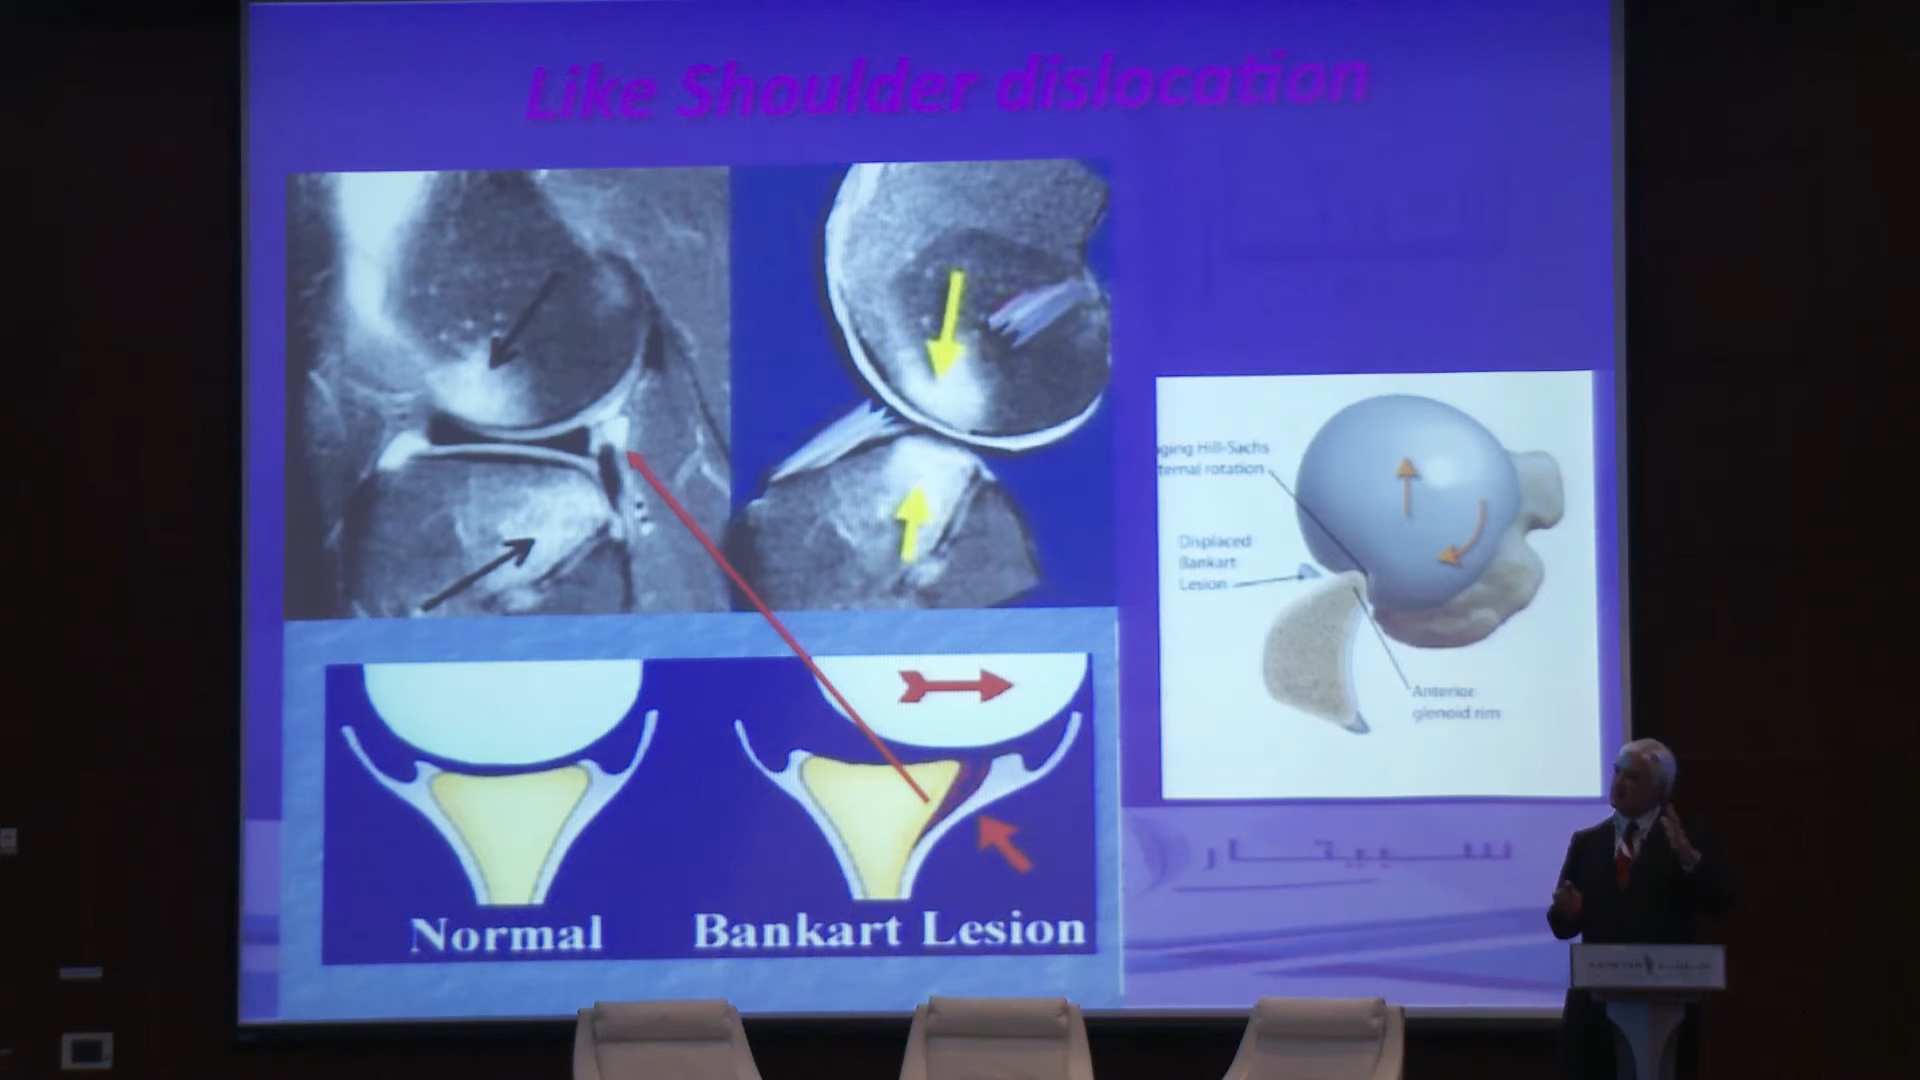 Like Shoulder dislocation
ging Hill-Sachs
ternal rotation
Displaced
Bankart
Lesion
Anterior
glenoid rim
Normal
Bankart Lesion